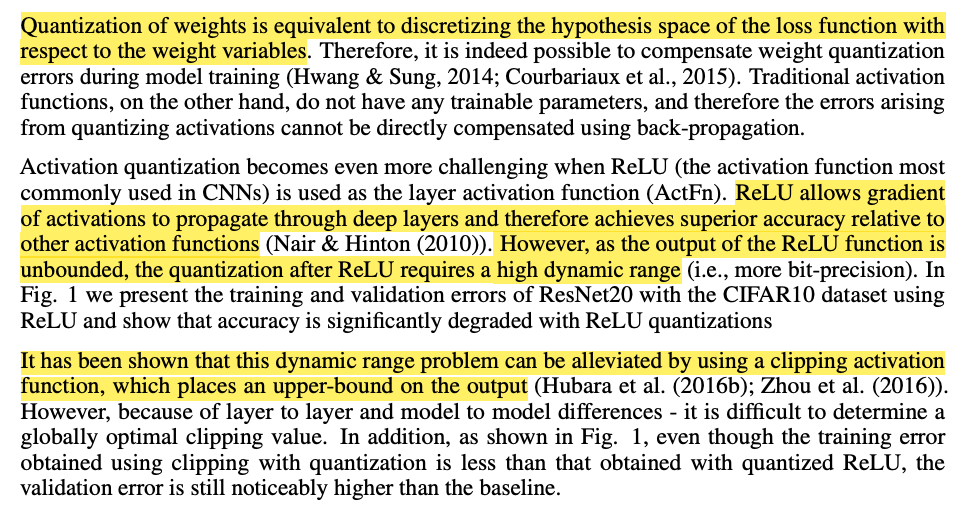 Quantization of weights is equivalent to discretizing the hypothesis space of the loss function with
respect to the weight variables. Therefore, it is indeed possible to compensate weight quantization
errors during model training (Hwang & Sung, 2014; Courbariaux et al., 2015). Traditional activation
functions, on the other hand, do not have any trainable parameters, and therefore the errors arising
from quantizing activations cannot be directly compensated using back-propagation.
Activation quantization becomes even more challenging when ReLU (the activation function most
commonly used in CNNs) is used as the layer activation function (ActFn). ReLU allows gradient
of activations to propagate through deep layers and therefore achieves superior accuracy relative to
other activation functions (Nair & Hinton (2010)). However, as the output of the ReLU function is
unbounded, the quantization after ReLU requires a high dynamic range (i.e., more bit-precision). In
Fig. 1 we present the training and validation errors of ResNet20 with the CIFAR10 dataset using
ReLU and show that accuracy is significantly degraded with ReLU quantizations
It has been shown that this dynamic range problem can be alleviated by using a clipping activation
function, which places an upper-bound on the output (Hubara et al. (2016b); Zhou et al. (2016)).
However, because of layer to layer and model to model differences - it is difficult to determine a
globally optimal clipping value. In addition, as shown in Fig. 1, even though the training error
obtained using clipping with quantization is less than that obtained with quantized ReLU, the
validation error is still noticeably higher than the baseline.